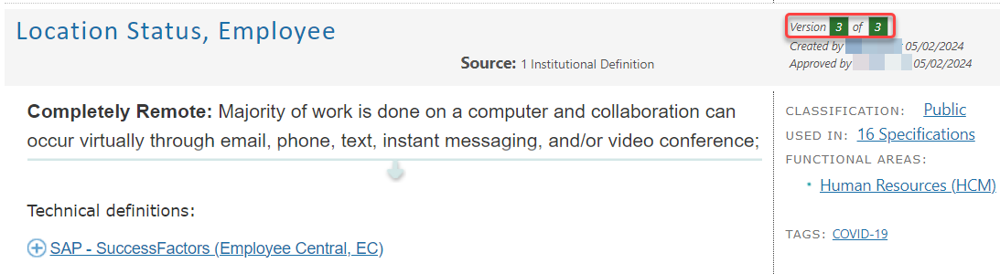 Location Status, Employee
Source: 1 Institutional Definition
Version 3 of 3
Created by 05/02/2024
Approved by 05/02/2024
Completely Remote: Majority of work is done on a computer and collaboration can
occur virtually through email, phone, text, instant messaging, and/or video conference;
Technical definitions:
SAP - SuccessFactors (Employee Central, EC)
CLASSIFICATION: Public
USED IN: 16 Specifications
FUNCTIONAL AREAS:
• Human Resources (HCM)
TAGS: COVID-19